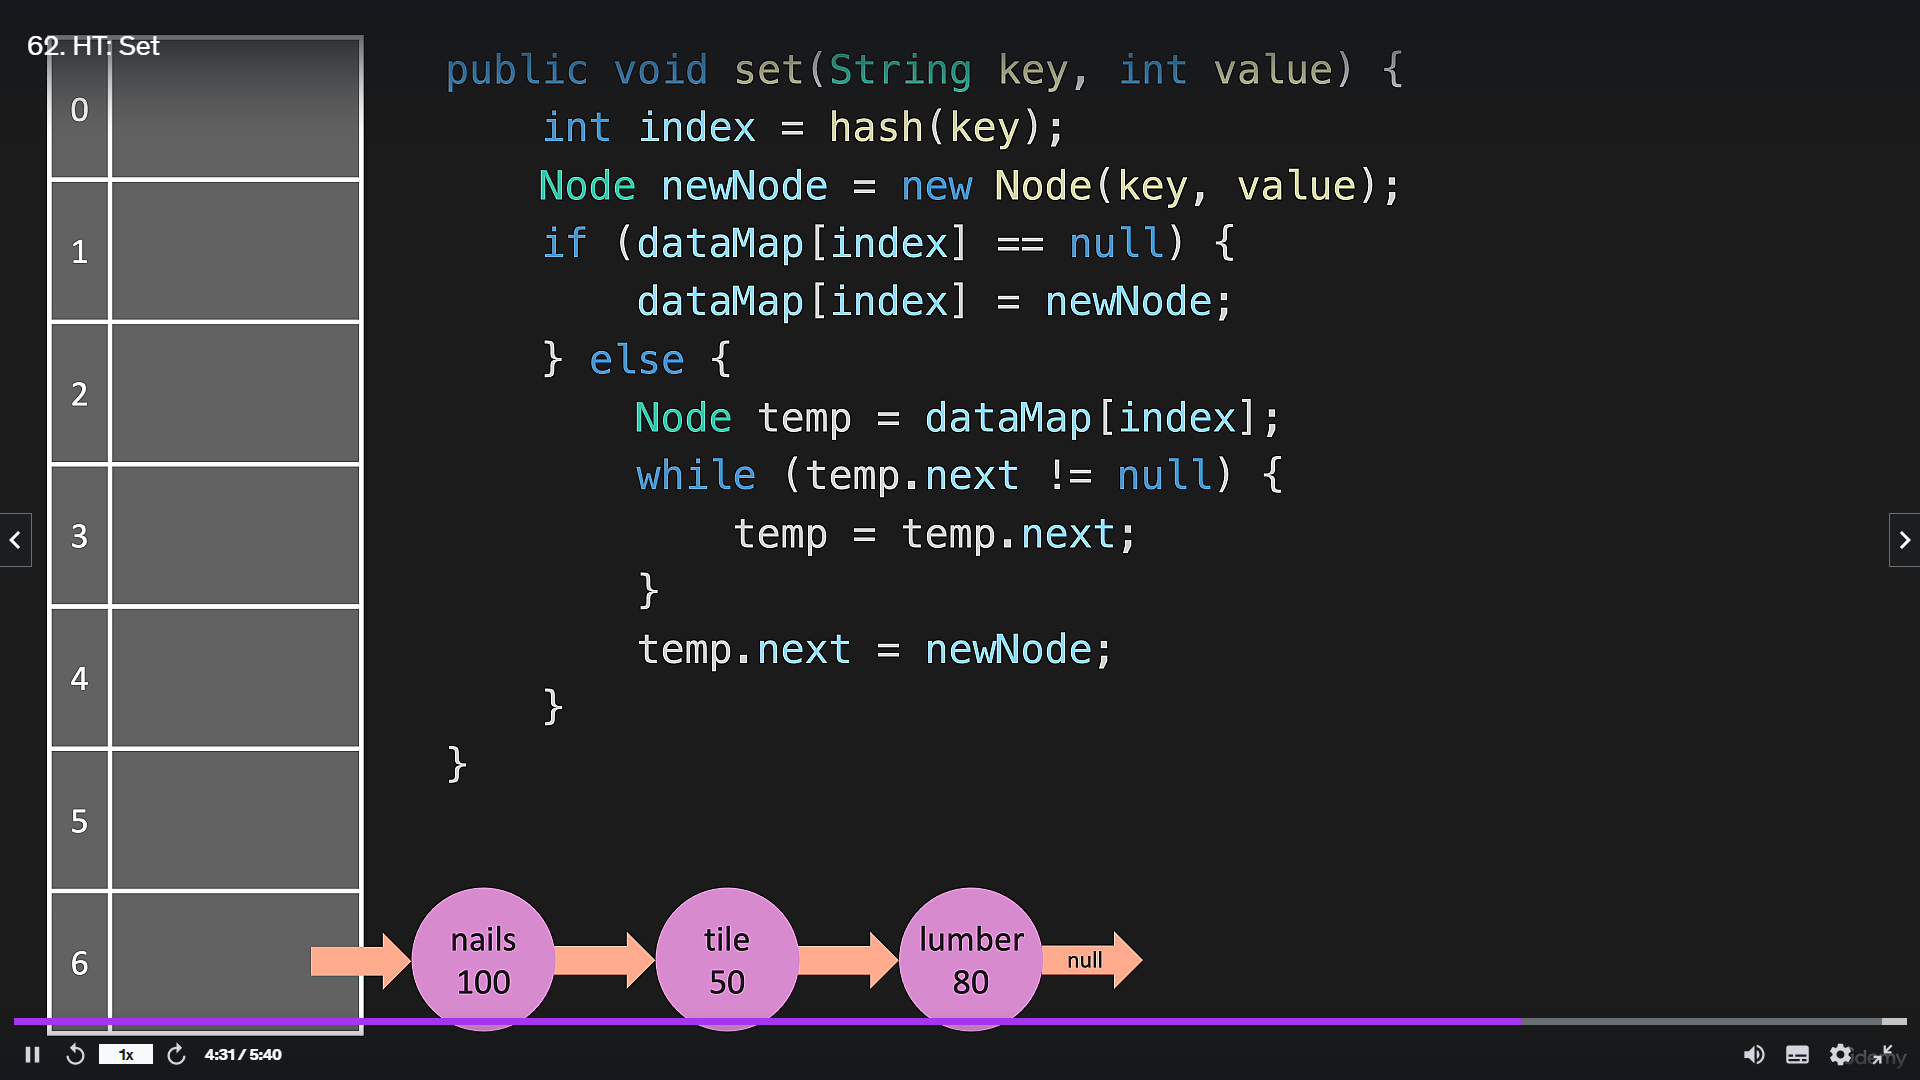 62. HT: Set
public void set(String key, int value) {
int index = hash(key);
Node newNode = new Node(key, value);
if (dataMap[index] == null) {
dataMap[index] = newNode;
} else {
Node temp = dataMap[index];
while (temp.next != null) {
temp = temp.next;
}
temp.next = newNode;
}
}
0
1
2
3
4
5
6
nails
100
tile
50
lumber
80
null
1x
4:31 / 5:40
udemy